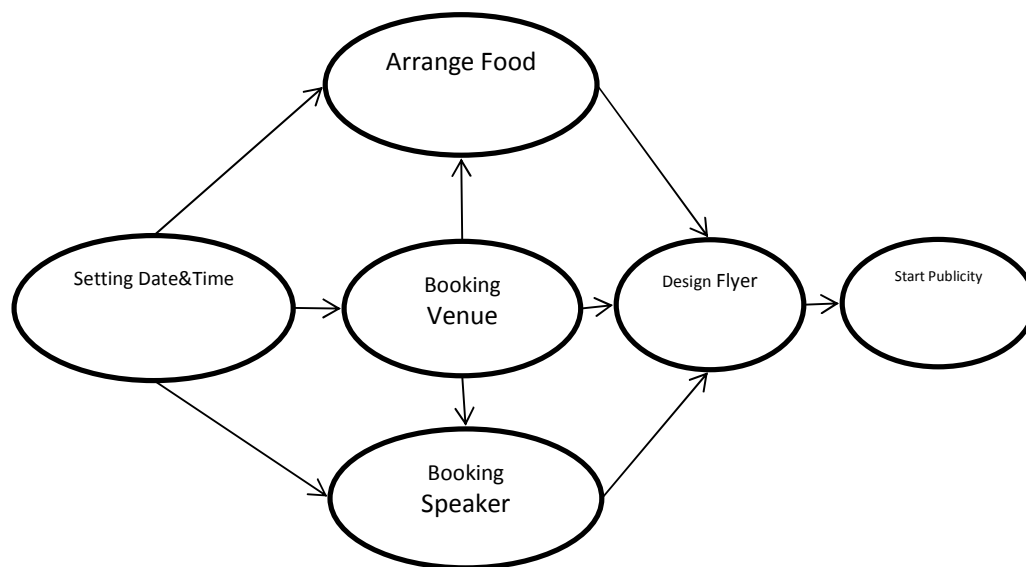 Arrange Food
Setting Date&Time
Booking
Venue
Design Flyer
Start Publicity
Booking
Speaker